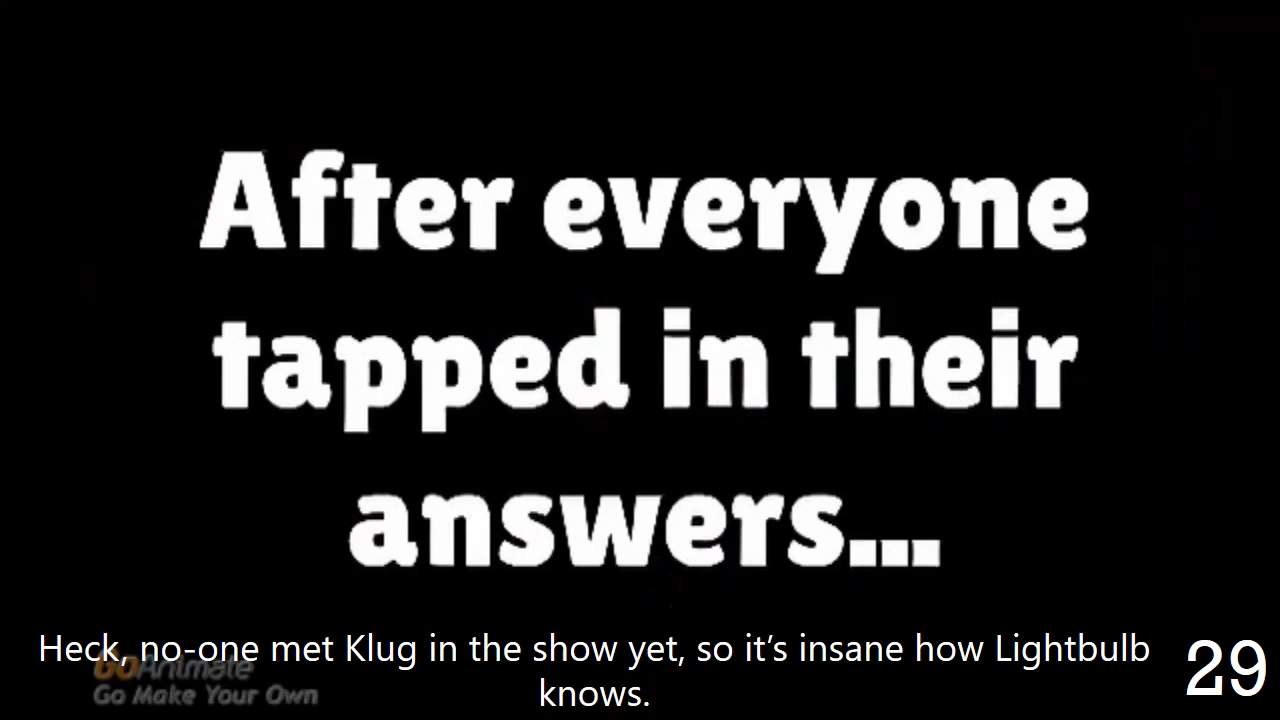 After everyone
tapped in their
answers...
Heck, no-one met Klug in the show yet, so it’s insane how Lightbulb
knows.
29
GoAnimate
Go Make Your Own